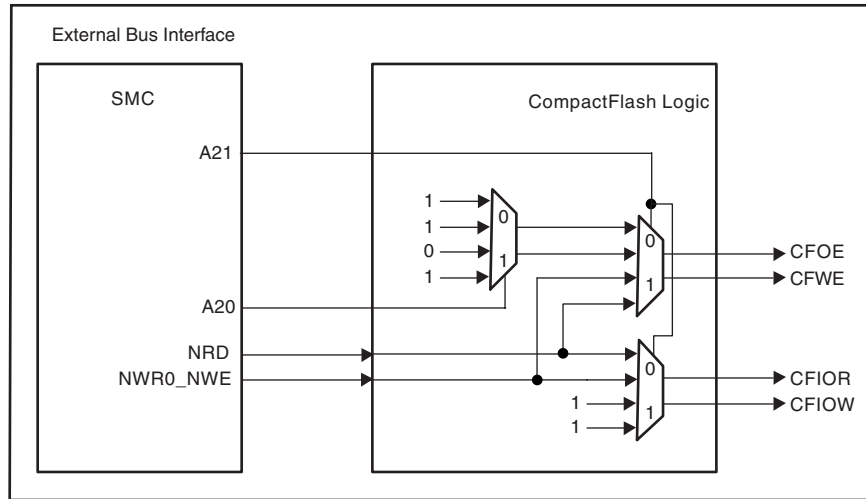 External Bus Interface
SMC
CompactFlash Logic
A21
1
1 0
0 1
1
0
1
CFOE
CFWE
A20
NRD
NWR0_NWE
0
1
1
1
CFIOR
CFIOW